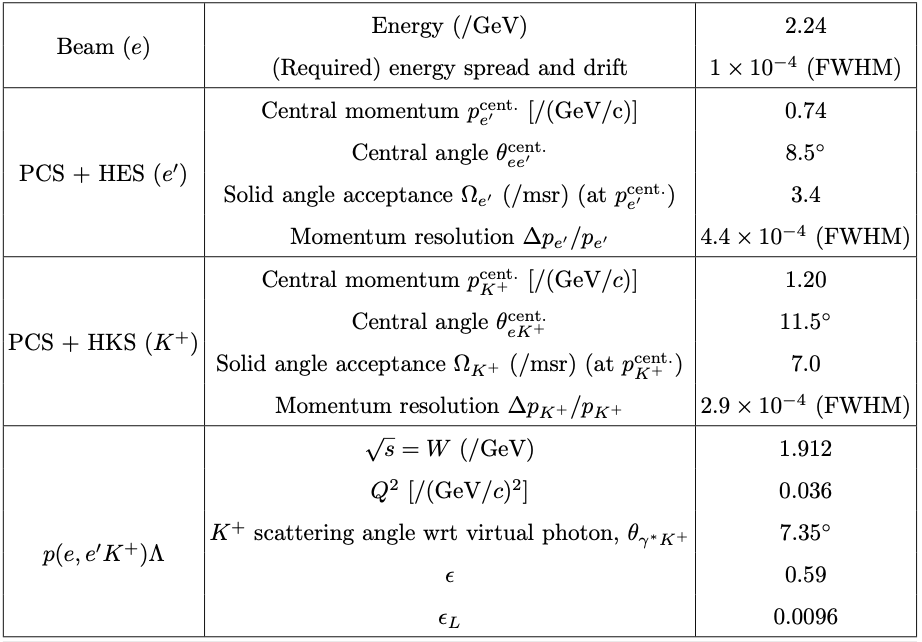 Beam (e) Energy (/GeV) 2.24
(Required) energy spread and drift 1 × 10⁻⁴ (FWHM)
PCS + HES (e′) Central momentum p_{e′}^{cent.} [/(GeV/c)] 0.74
Central angle θ_{ee′}^{cent.} 8.5°
Solid angle acceptance Ω_{e′} (/msr) (at p_{e′}^{cent.}) 3.4
Momentum resolution Δp_{e′}/p_{e′} 4.4 × 10⁻⁴ (FWHM)
PCS + HKS (K⁺) Central momentum p_{K⁺}^{cent.} [/(GeV/c)] 1.20
Central angle θ_{eK⁺}^{cent.} 11.5°
Solid angle acceptance Ω_{K⁺} (/msr) (at p_{K⁺}^{cent.}) 7.0
Momentum resolution Δp_{K⁺}/p_{K⁺} 2.9 × 10⁻⁴ (FWHM)
p(e, e′K⁺)Λ √s = W (/GeV) 1.912
Q² [/(GeV/c)²] 0.036
K⁺ scattering angle wrt virtual photon, θ_{γ*K⁺} 7.35°
ϵ 0.59
ϵ_L 0.0096